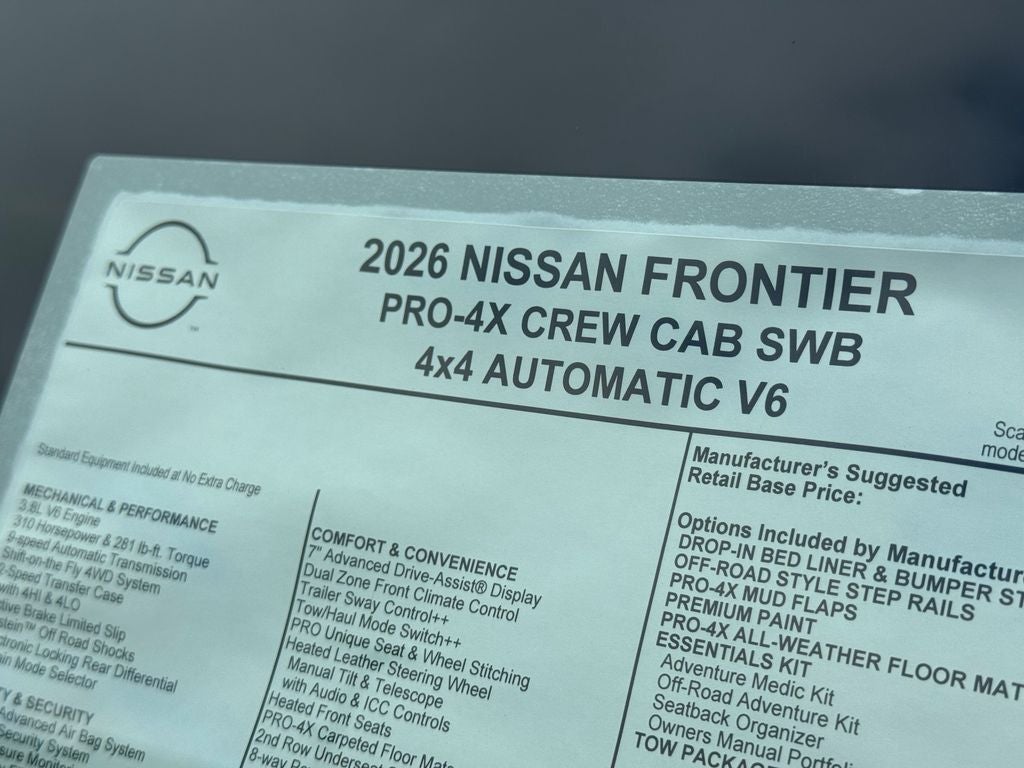 NISSAN
2026 NISSAN FRONTIER
PRO-4X CREW CAB SWB
4x4 AUTOMATIC V6
Standard Equipment Included at No Extra Charge
MECHANICAL & PERFORMANCE
3.8L V6 Engine
310 Horsepower & 281 lb-ft. Torque
9-speed Automatic Transmission
Shift-on-the Fly 4WD System
2-Speed Transfer Case
with 4HI & 4LO
Brake Limited Slip
Off Road Shocks
Locking Rear Differential
Mode Selector
& SECURITY
Advanced Air Bag System
Security System
COMFORT & CONVENIENCE
7" Advanced Drive-Assist® Display
Dual Zone Front Climate Control
Trailer Sway Control++
Tow/Haul Mode Switch++
PRO Unique Seat & Wheel Stitching
Heated Leather Steering Wheel
Manual Tilt & Telescope
with Audio & ICC Controls
Heated Front Seats
PRO-4X Carpeted Floor
2nd Row
8-way
Manufacturer's Suggested
Retail Base Price:
Options Included by
DROP-IN BED LINER & BUMPER
OFF-ROAD STYLE STEP RAILS
PRO-4X MUD FLAPS
PREMIUM PAINT
PRO-4X ALL-WEATHER FLOOR
ESSENTIALS KIT
Adventure Medic Kit
Off-Road Adventure Kit
Seatback Organizer
Owners Manual
TOW